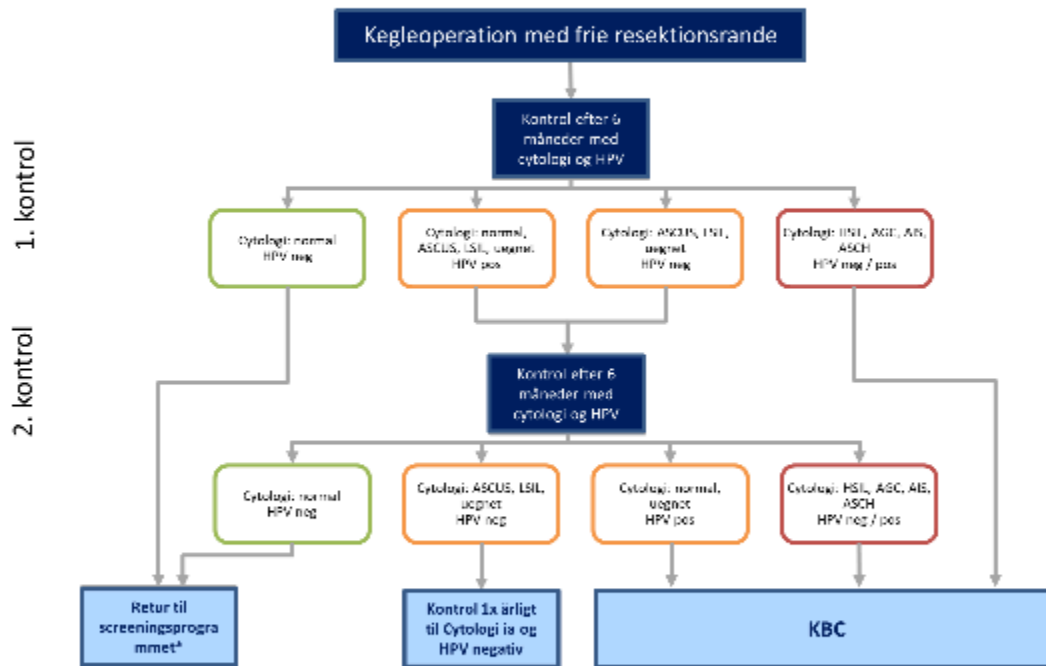 Kegleoperation med frie resektionsrande
1. kontrol
Kontrol efter 6
måneder med
cytologi og HPV
Cytologi: normal
HPV neg
Cytologi: normal,
ASCUS, LSIL, uegnet
HPV pos
Cytologi: ASCUS, LSIL,
uegnet
HPV neg
Cytologi: HSIL, AGC, AIS,
ASCH
HPV neg / pos
2. kontrol
Kontrol efter 6
måneder med
cytologi og HPV
Cytologi: normal
HPV neg
Cytologi: ASCUS, LSIL,
uegnet
HPV neg
Cytologi: normal,
uegnet
HPV pos
Cytologi: HSIL, AGC, AIS,
ASCH
HPV neg / pos
Retur til
screeningsprogra
mmet*
Kontrol 1x årligt
til Cytologi ia og
HPV negativ
KBC